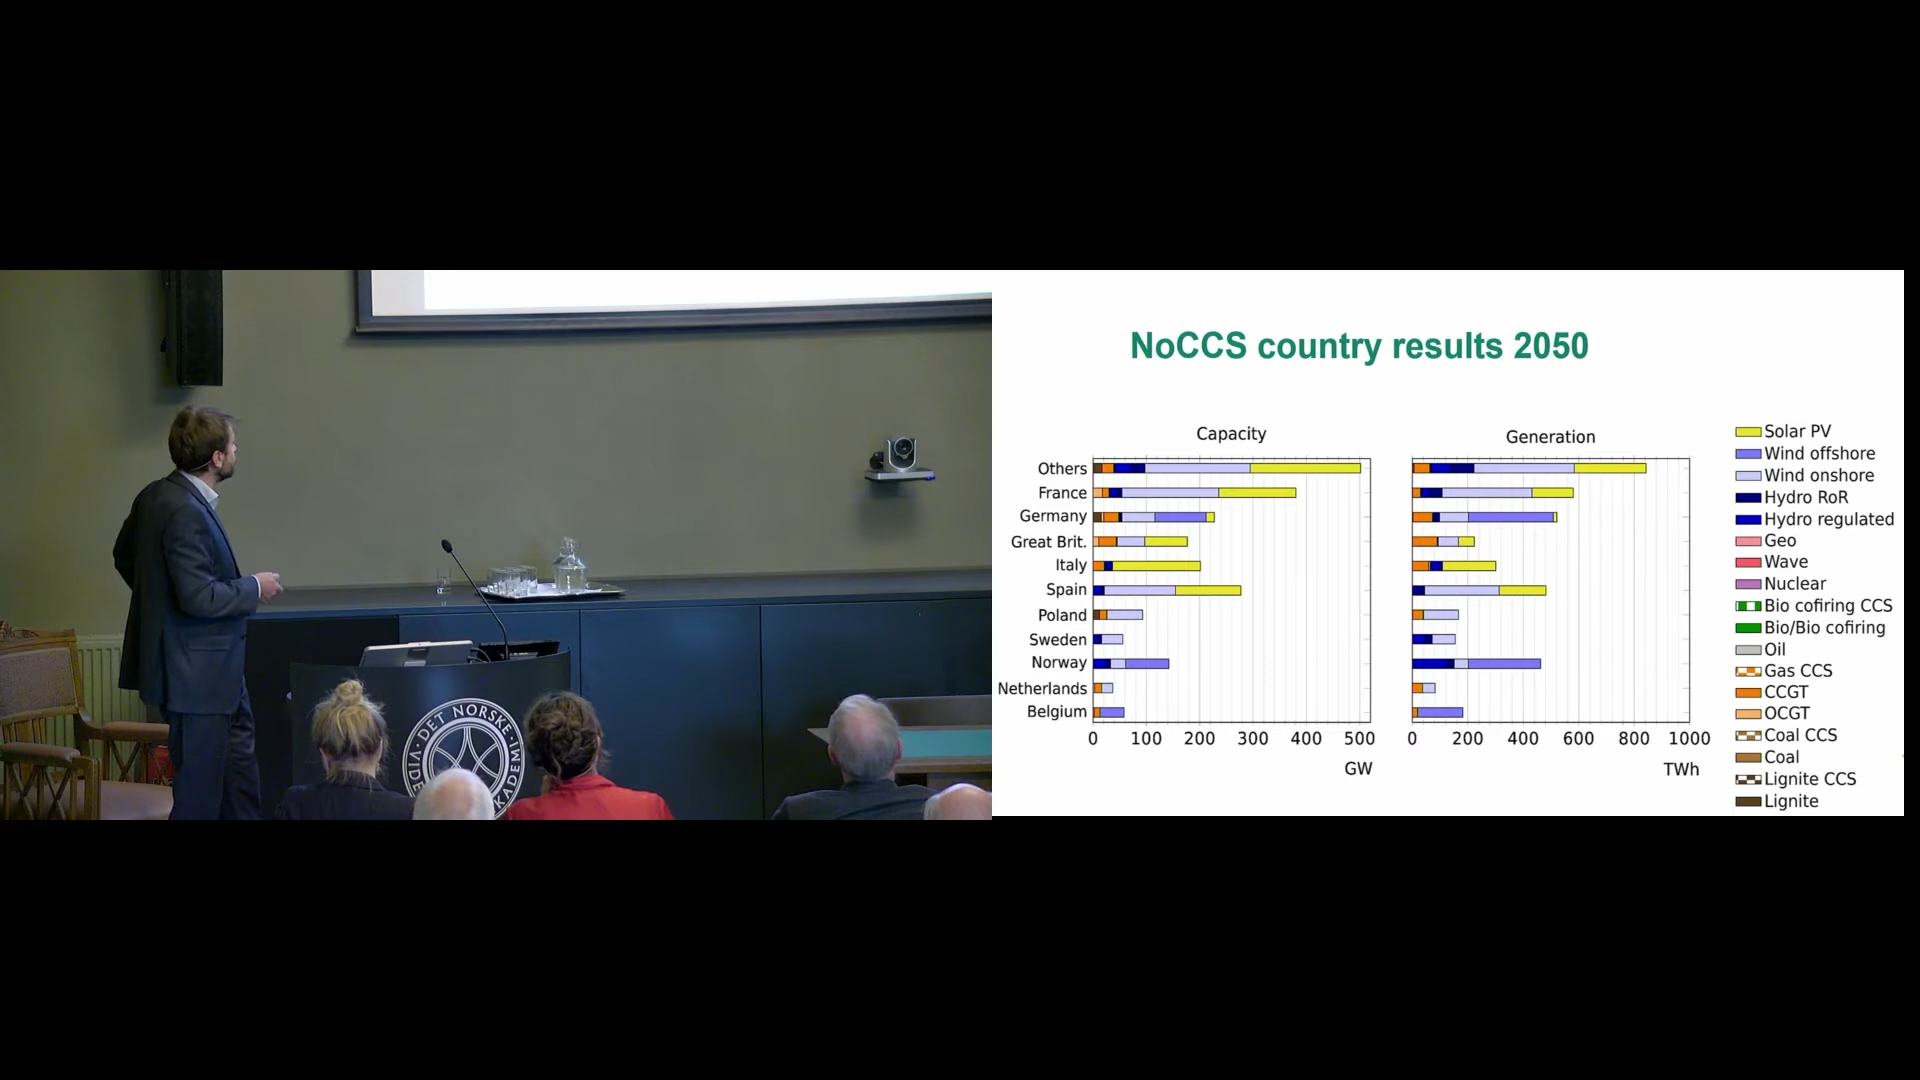 NoCCS country results 2050
Capacity
Others
France
Germany
Great Brit.
Italy
Spain
Poland
Sweden
Norway
Netherlands
Belgium
0 100 200 300 400 500
GW
Generation
0 200 400 600 800 1000
TWh
Solar PV
Wind offshore
Wind onshore
Hydro RoR
Hydro regulated
Geo
Wave
Nuclear
Bio cofiring CCS
Bio/Bio cofiring
Oil
Gas CCS
CCGT
OCGT
Coal CCS
Coal
Lignite CCS
Lignite
DET NORSKE